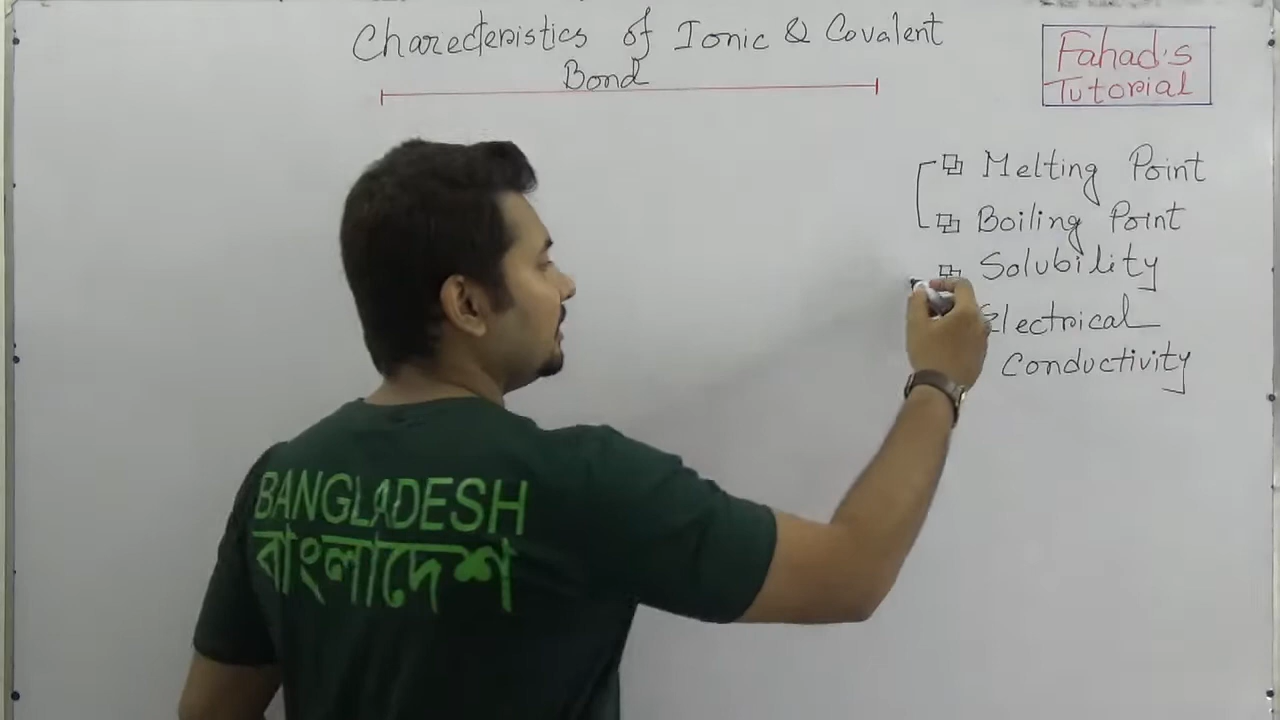 Charecteristics of Ionic & Covalent
Bond
Fahad's
Tutorial
Melting Point
Boiling Point
Solubility
Electrical
Conductivity
BANGLADESH
বাংলাদেশ